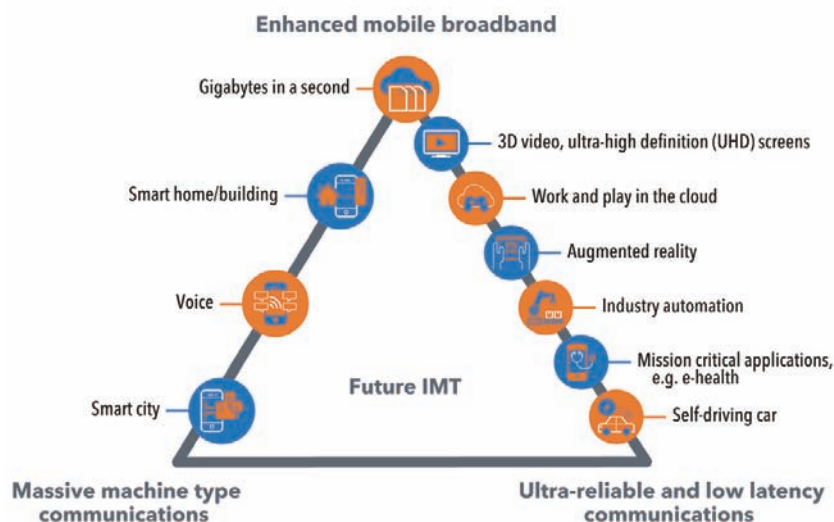 Enhanced mobile broadband
Gigabytes in a second
3D video, ultra-high definition (UHD) screens
Smart home/building
Work and play in the cloud
Augmented reality
Voice
Industry automation
Mission critical applications,
e.g. e-health
Future IMT
Smart city
Self-driving car
Massive machine type
communications
Ultra-reliable and low latency
communications